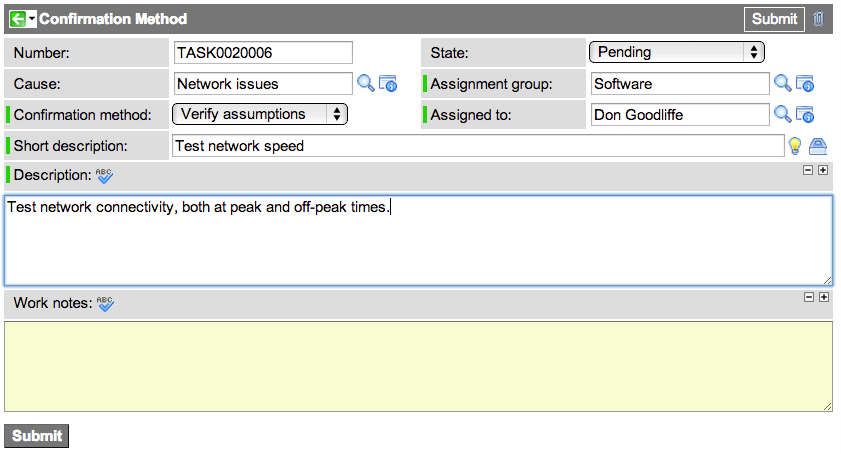 Confirmation Method Submit
Number: TASK0020006 State: Pending
Cause: Network issues Assignment group: Software
Confirmation method: Verify assumptions Assigned to: Don Goodliffe
Short description: Test network speed
Description: ABC
Test network connectivity, both at peak and off-peak times.
Work notes: ABC
Submit